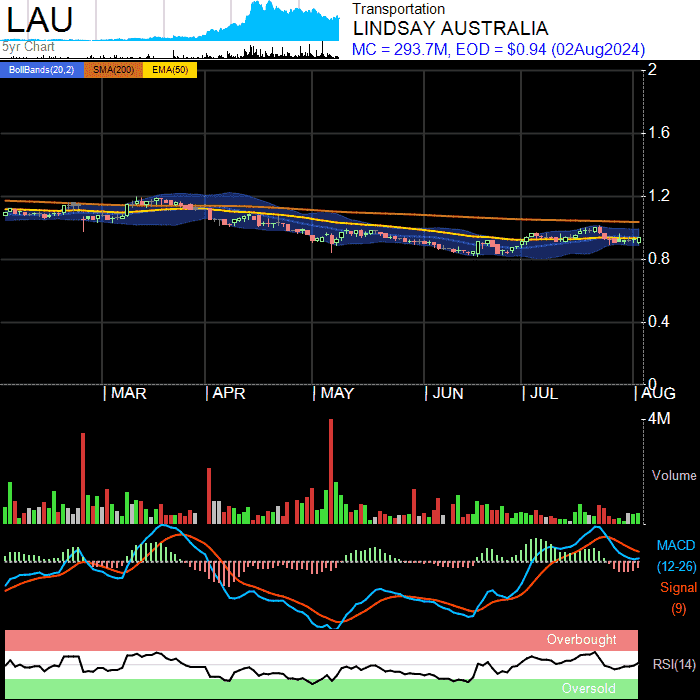 LAU
5yr Chart
Transportation
LINDSAY AUSTRALIA
MC = 293.7M, EOD = $0.94 (02Aug2024)
BollBands(20,2) SMA(200) EMA(50)
2
1.6
1.2
0.8
0.4
0
MAR APR MAY JUN JUL AUG
4M
Volume
MACD
(12-26)
Signal
(9)
Overbought
RSI(14)
Oversold